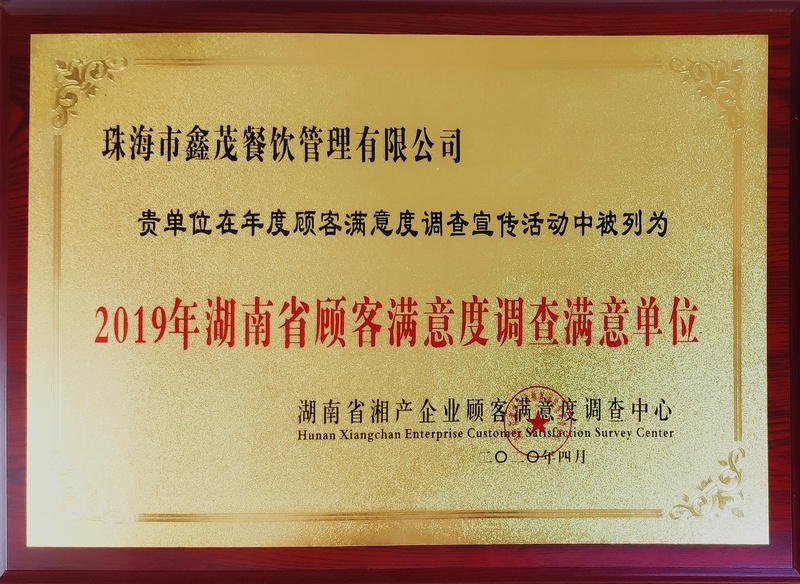 珠海市鑫茂餐饮管理有限公司
贵单位在年度顾客满意度调查宣传活动中被列为
2019年湖南省顾客满意度调查满意单位
湖南省湘产企业顾客满意度调查中心
Hunan Xiangchan Enterprise Customer Satisfaction Survey Center
二〇二〇年四月